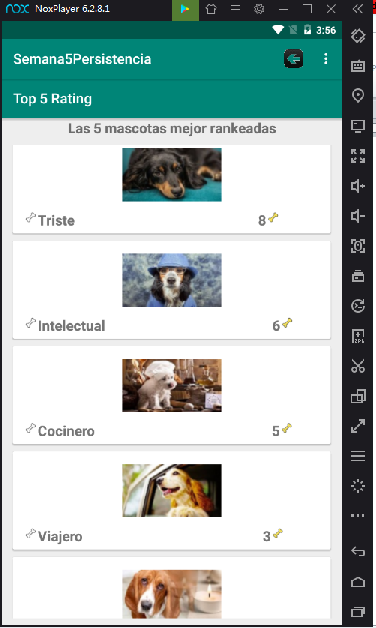 nox NoxPlayer 6.2.8.1
3:56
Semana5Persistencia
Top 5 Rating
Las 5 mascotas mejor rankeadas
Triste 8
Intelectual 6
Cocinero 5
Viajero 3